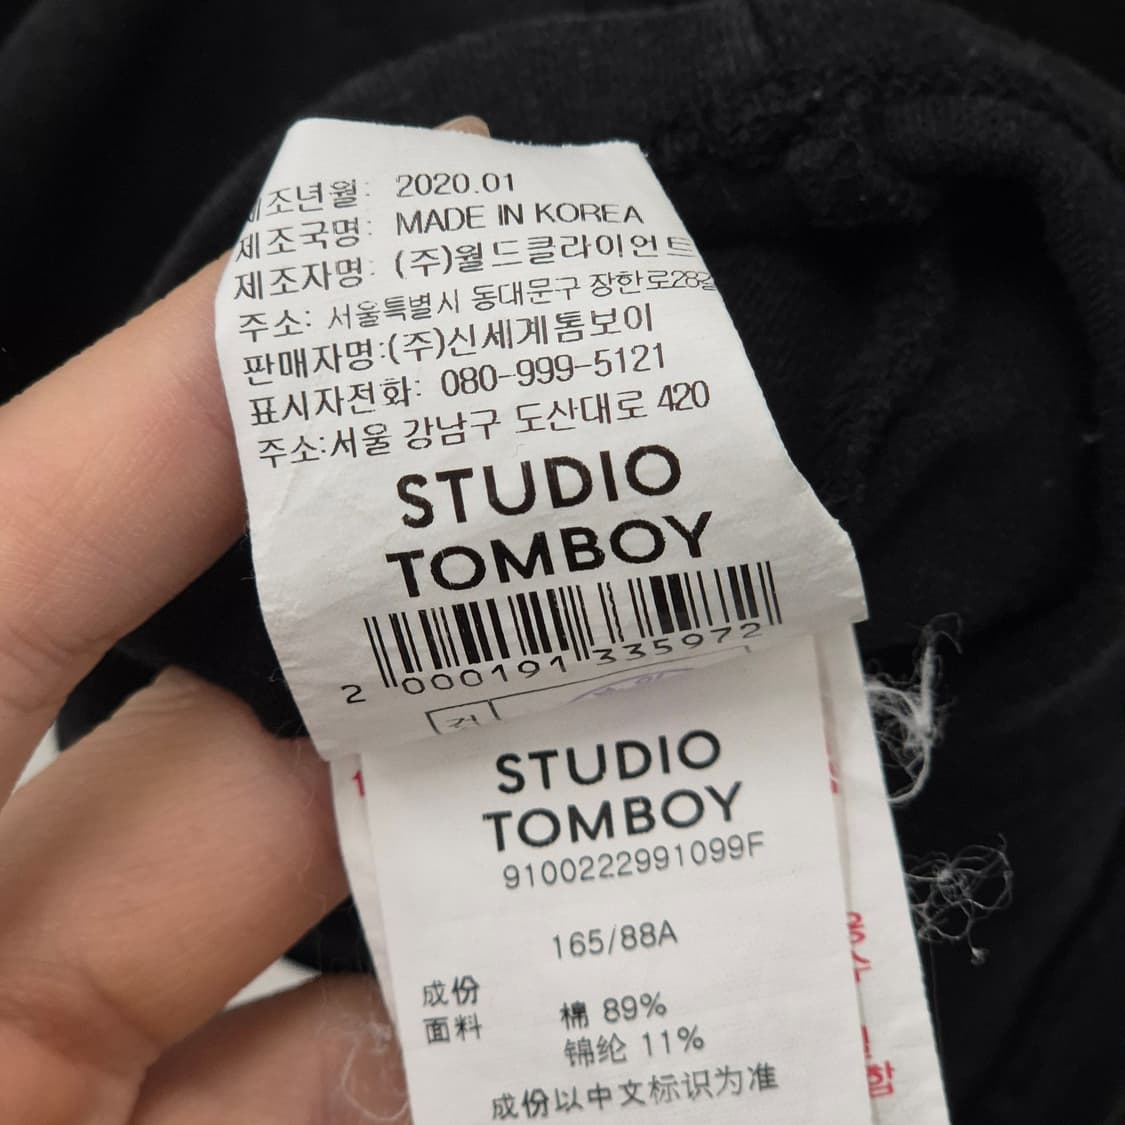 제조년월: 2020.01
제조국명: MADE IN KOREA
제조자명: (주)월드클라이언트
주소: 서울특별시 동대문구 장한로28길
판매자명:(주)신세계톰보이
표시자전화: 080-999-5121
주소:서울 강남구 도산대로 420
STUDIO
TOMBOY
2 000191 335972
STUDIO
TOMBOY
9100222991099F
165/88A
成份
面料
棉 89%
锦纶 11%
成份以中文标识为准